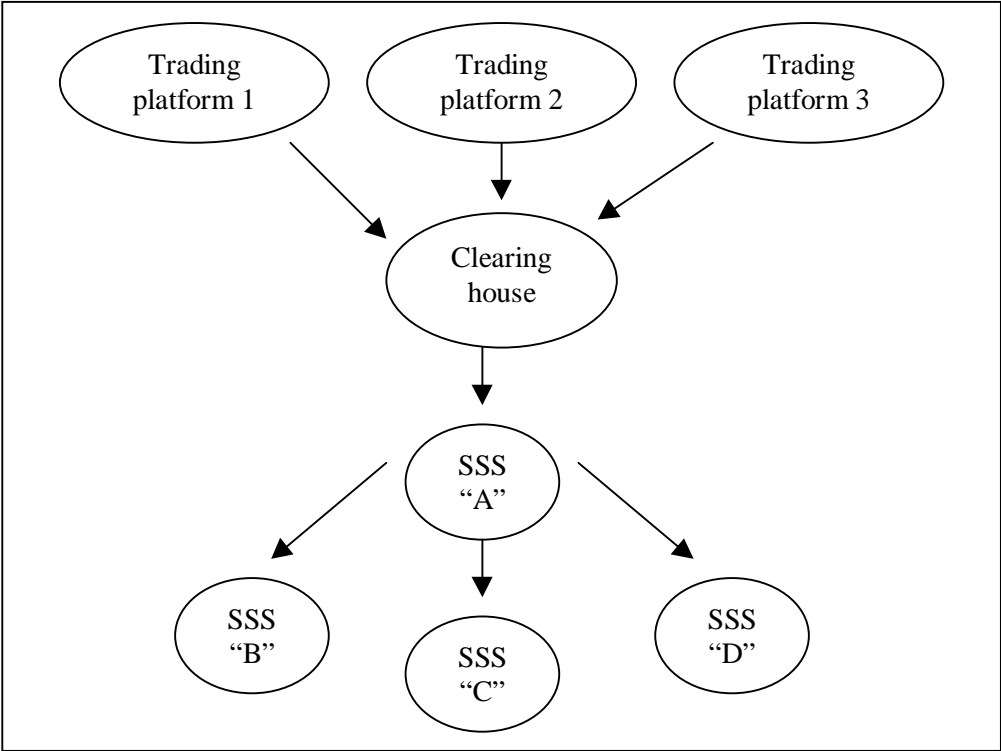 Trading
platform 1
Trading
platform 2
Trading
platform 3
Clearing
house
SSS
“A”
SSS
“B”
SSS
“C”
SSS
“D”